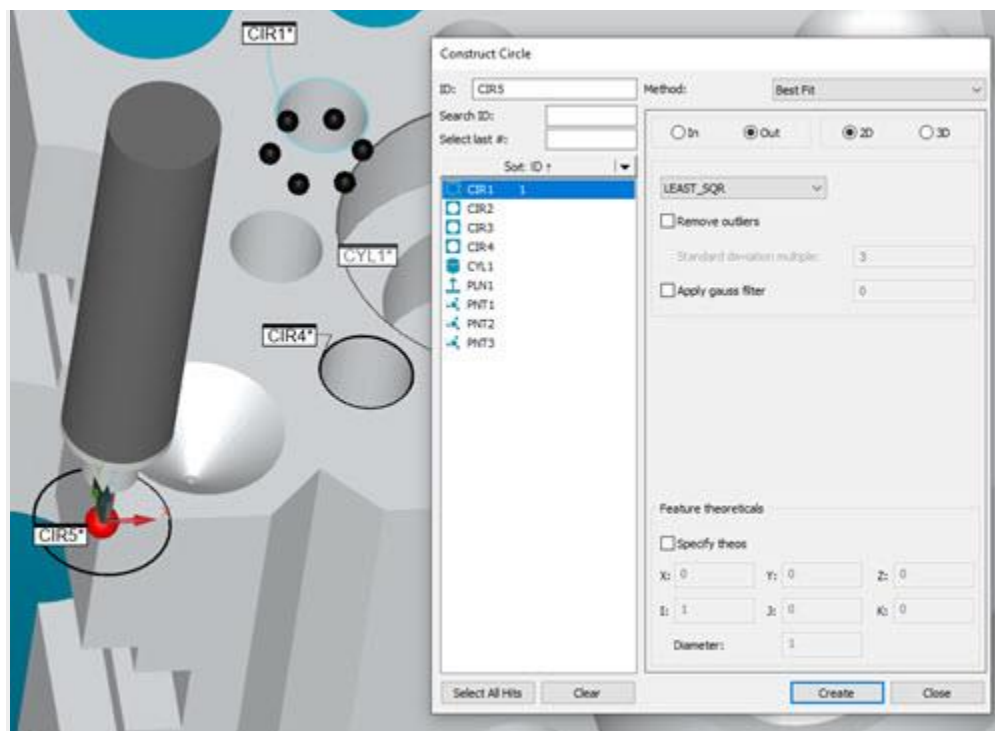 CIR1*
CYL1*
CIR4*
CIR5*
Construct Circle
ID: CIR5
Search ID:
Select last #:
Sort: ID ↑
CIR1 1
CIR2
CIR3
CIR4
CYL1
PLN1
PNT1
PNT2
PNT3
Select All Hits Clear
Method: Best Fit
In Out 2D 3D
LEAST_SQR
Remove outliers
Standard deviation multiple: 3
Apply gauss filter 0
Feature theoreticals
Specify theos
X: 0 Y: 0 Z: 0
I: 1 J: 0 K: 0
Diameter: 1
Create Close